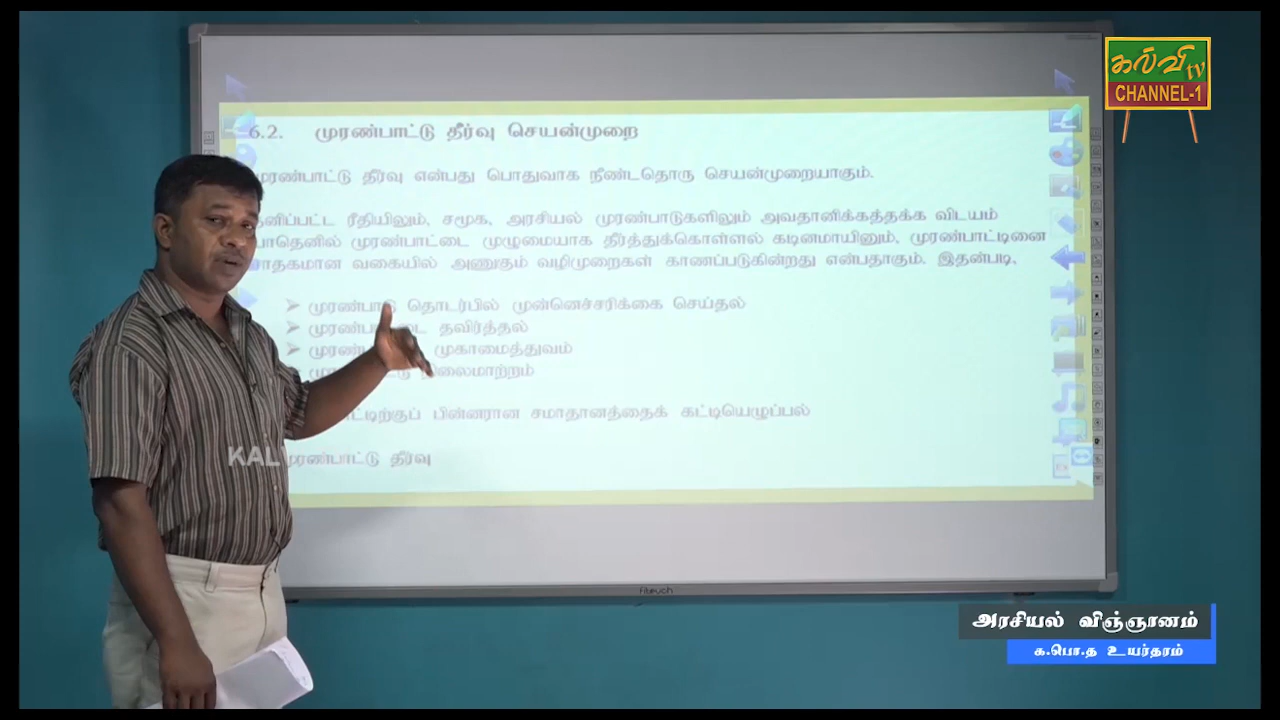 கல்வி tv
CHANNEL-1
6.2. முரண்பாட்டு தீர்வு செயன்முறை
முரண்பாட்டு தீர்வு என்பது பொதுவாக நீண்டதொரு செயன்முறையாகும்.
தனிப்பட்ட ரீதியிலும், சமூக, அரசியல் முரண்பாடுகளிலும் அவதானிக்கத்தக்க விடயம்
யாதெனில் முரண்பாட்டை முழுமையாக தீர்த்துக்கொள்ளல் கடினமாயினும், முரண்பாட்டினை
சாதகமான வகையில் அணுகும் வழிமுறைகள் காணப்படுகின்றது என்பதாகும். இதன்படி,
➢ முரண்பாடு தொடர்பில் முன்னெச்சரிக்கை செய்தல்
➢ தவிர்த்தல்
➢ முகாமைத்துவம்
நிலைமாற்றம்
பின்னரான சமாதானத்தைக் கட்டியெழுப்பல்
KAL
முரண்பாட்டு தீர்வு
fitouch
அரசியல் விஞ்ஞானம்
க.பொ.த உயர்தரம்